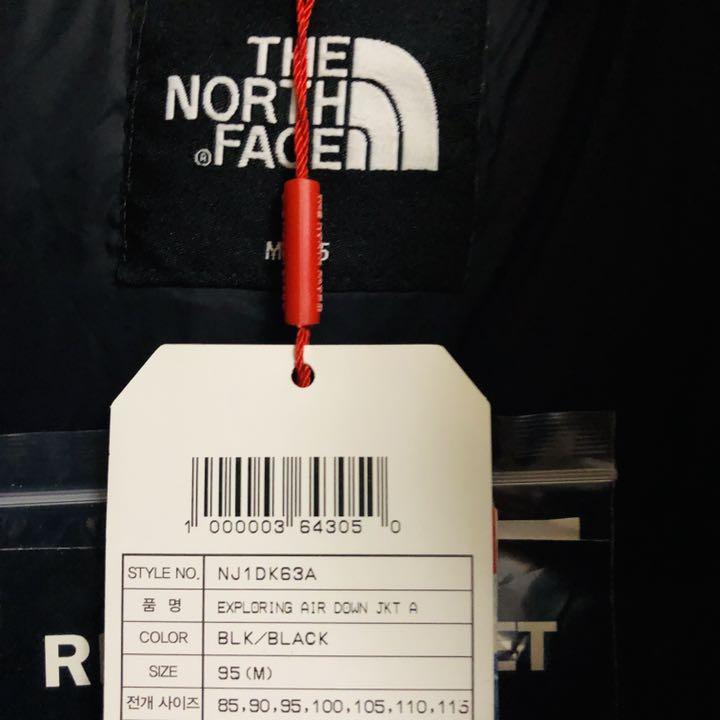 THE
NORTH
FACE
®
1 000003 64305 0
STYLE NO. NJ1DK63A
품 명 EXPLORING AIR DOWN JKT A
COLOR BLK/BLACK
SIZE 95(M)
전개 사이즈 85,90,95,100,105,110,115